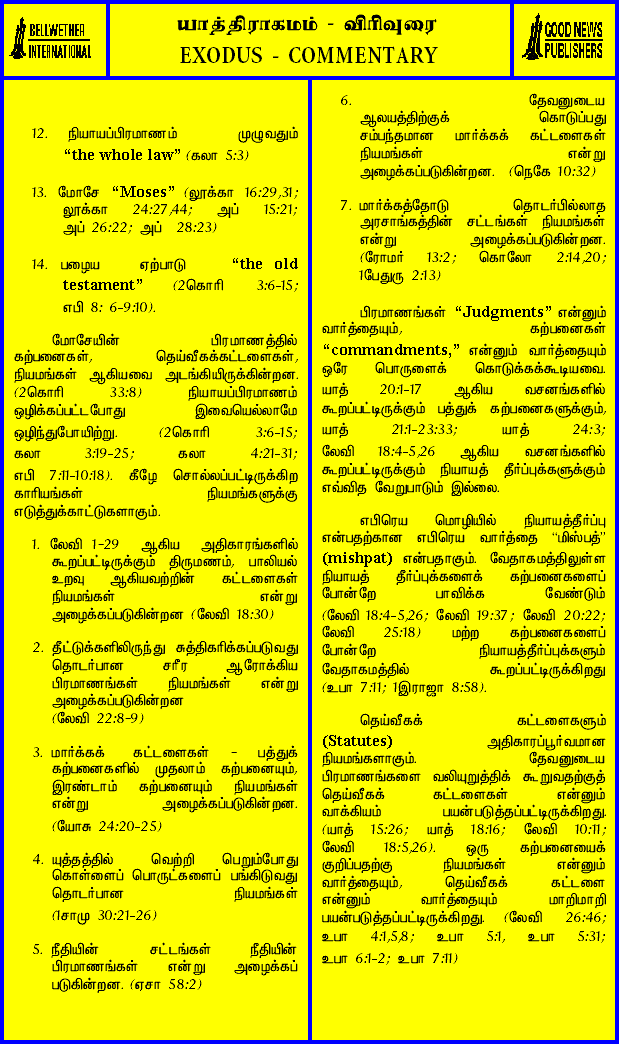 BELLWETHER
INTERNATIONAL
யாத்திராகமம் - விரிவுரை
EXODUS - COMMENTARY
GOOD NEWS
PUBLISHERS
12. நியாயப்பிரமாணம் முழுவதும்
“the whole law” (கலா 5:3)
13. மோசே “Moses” (லூக்கா 16:29,31;
லூக்கா 24:27,44; அப் 15:21;
அப் 26:22; அப் 28:23)
14. பழைய ஏற்பாடு “the old
testament” (2கொரி 3:6-15;
எபி 8: 6-9:10).
மோசேயின் பிரமாணத்தில்
கற்பனைகள், தெய்வீகக்கட்டளைகள்,
நியமங்கள் ஆகியவை அடங்கியிருக்கின்றன.
(2கொரி 33:8) நியாயப்பிரமாணம்
ஒழிக்கப்பட்டபோது இவையெல்லாமே
ஒழிந்துபோயிற்று. (2கொரி 3:6-15;
கலா 3:19-25; கலா 4:21-31;
எபி 7:11-10:18). கீழே சொல்லப்பட்டிருக்கிற
காரியங்கள் நியமங்களுக்கு
எடுத்துக்காட்டுகளாகும்.
1. லேவி 1-29 ஆகிய அதிகாரங்களில்
கூறப்பட்டிருக்கும் திருமணம், பாலியல்
உறவு ஆகியவற்றின் கட்டளைகள்
நியமங்கள் என்று
அழைக்கப்படுகின்றன (லேவி 18:30)
2. தீட்டுக்களிலிருந்து சுத்திகரிக்கப்படுவது
தொடர்பான சரீர ஆரோக்கிய
பிரமாணங்கள் நியமங்கள் என்று
அழைக்கப்படுகின்றன
(லேவி 22:8-9)
3. மார்க்கக் கட்டளைகள் - பத்துக்
கற்பனைகளில் முதலாம் கற்பனையும்,
இரண்டாம் கற்பனையும் நியமங்கள்
என்று அழைக்கப்படுகின்றன.
(யோசு 24:20-25)
4. யுத்தத்தில் வெற்றி பெறும்போது
கொள்ளைப் பொருட்களைப் பங்கிடுவது
தொடர்பான நியமங்கள்
(1சாமு 30:21-26)
5. நீதியின் சட்டங்கள் நீதியின்
பிரமாணங்கள் என்று அழைக்கப்
படுகின்றன. (ஏசா 58:2)
6. தேவனுடைய
ஆலயத்திற்குக் கொடுப்பது
சம்பந்தமான மார்க்கக் கட்டளைகள்
நியமங்கள் என்று
அழைக்கப்படுகின்றன. (நெகே 10:32)
7. மார்க்கத்தோடு தொடர்பில்லாத
அரசாங்கத்தின் சட்டங்கள் நியமங்கள்
என்று அழைக்கப்படுகின்றன.
(ரோமர் 13:2; கொலோ 2:14,20;
1பேதுரு 2:13)
பிரமாணங்கள் “Judgments” என்னும்
வார்த்தையும், கற்பனைகள்
“commandments,” என்னும் வார்த்தையும்
ஒரே பொருளைக் கொடுக்கக்கூடியவை.
யாத் 20:1-17 ஆகிய வசனங்களில்
கூறப்பட்டிருக்கும் பத்துக் கற்பனைகளுக்கும்,
யாத் 21:1-23:33; யாத் 24:3;
லேவி 18:4-5,26 ஆகிய வசனங்களில்
கூறப்பட்டிருக்கும் நியாயத் தீர்ப்புக்களுக்கும்
எவ்வித வேறுபாடும் இல்லை.
எபிரெய மொழியில் நியாயத்தீர்ப்பு
என்பதற்கான எபிரெய வார்த்தை “மிஸ்பத்”
(mishpat) என்பதாகும். வேதாகமத்திலுள்ள
நியாயத் தீர்ப்புக்களைக் கற்பனைகளைப்
போன்றே பாவிக்க வேண்டும்
(லேவி 18:4-5,26; லேவி 19:37; லேவி 20:22;
லேவி 25:18) மற்ற கற்பனைகளைப்
போன்றே நியாயத்தீர்ப்புக்களும்
வேதாகமத்தில் கூறப்பட்டிருக்கிறது
(உபா 7:11; 1இராஜா 8:58).
தெய்வீகக் கட்டளைகளும்
(Statutes) அதிகாரப்பூர்வமான
நியமங்களாகும். தேவனுடைய
பிரமாணங்களை வலியுறுத்திக் கூறுவதற்குத்
தெய்வீகக் கட்டளைகள் என்னும்
வாக்கியம் பயன்படுத்தப்பட்டிருக்கிறது.
(யாத் 15:26; யாத் 18:16; லேவி 10:11;
லேவி 18:5,26). ஒரு கற்பனையைக்
குறிப்பதற்கு நியமங்கள் என்னும்
வார்த்தையும், தெய்வீகக் கட்டளை
என்னும் வார்த்தையும் மாறிமாறி
பயன்படுத்தப்பட்டிருக்கிறது. (லேவி 26:46;
உபா 4:1,5,8; உபா 5:1, உபா 5:31;
உபா 6:1-2; உபா 7:11)